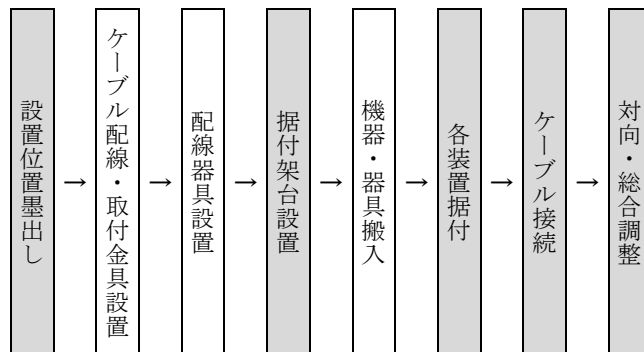 設置位置墨出し
→
ケーブル配線・取付金具設置
→
配線器具設置
→
据付架台設置
→
機器・器具搬入
→
各装置据付
→
ケーブル接続
→
対向・総合調整